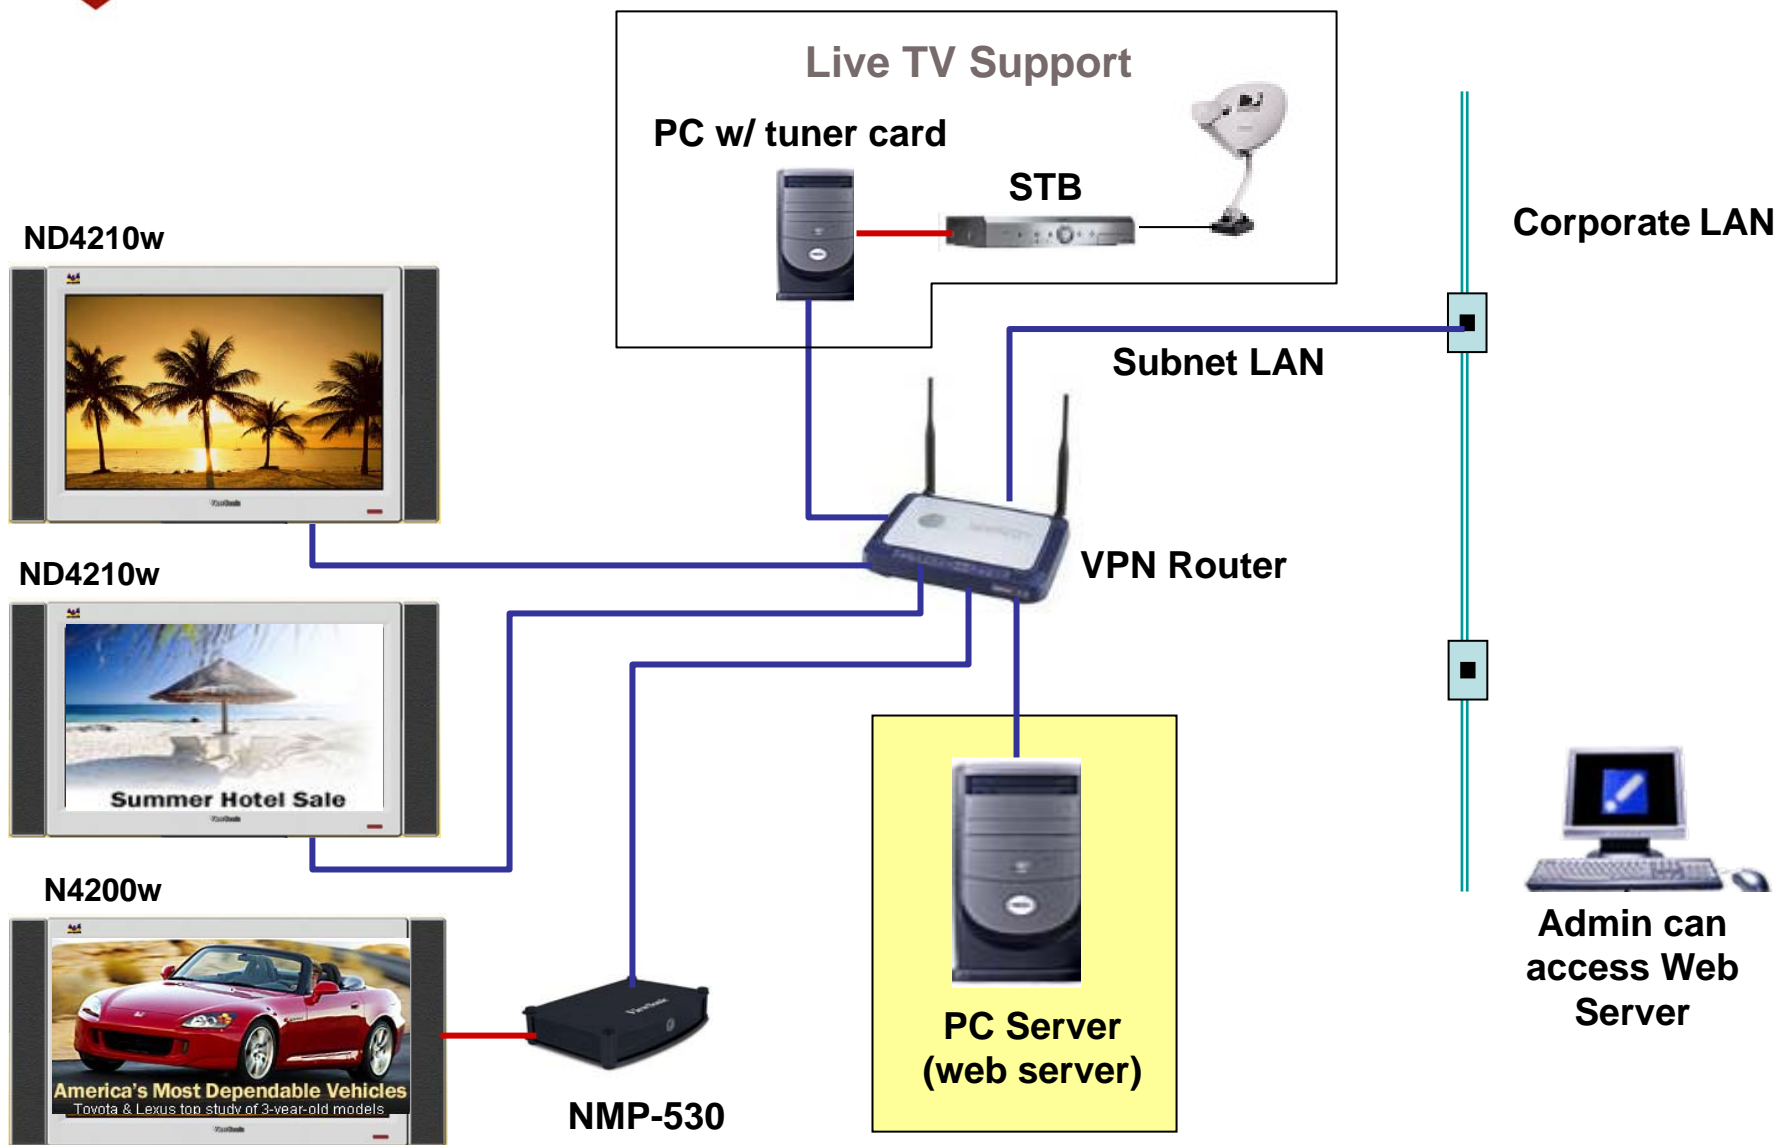 Live TV Support
PC w/ tuner card
STB
Corporate LAN
ND4210w
Subnet LAN
VPN Router
ND4210w
Summer Hotel Sale
N4200w
America's Most Dependable Vehicles
Toyota & Lexus top study of 3-year-old models
ViewSonic
NMP-530
PC Server
(web server)
Admin can
access Web
Server